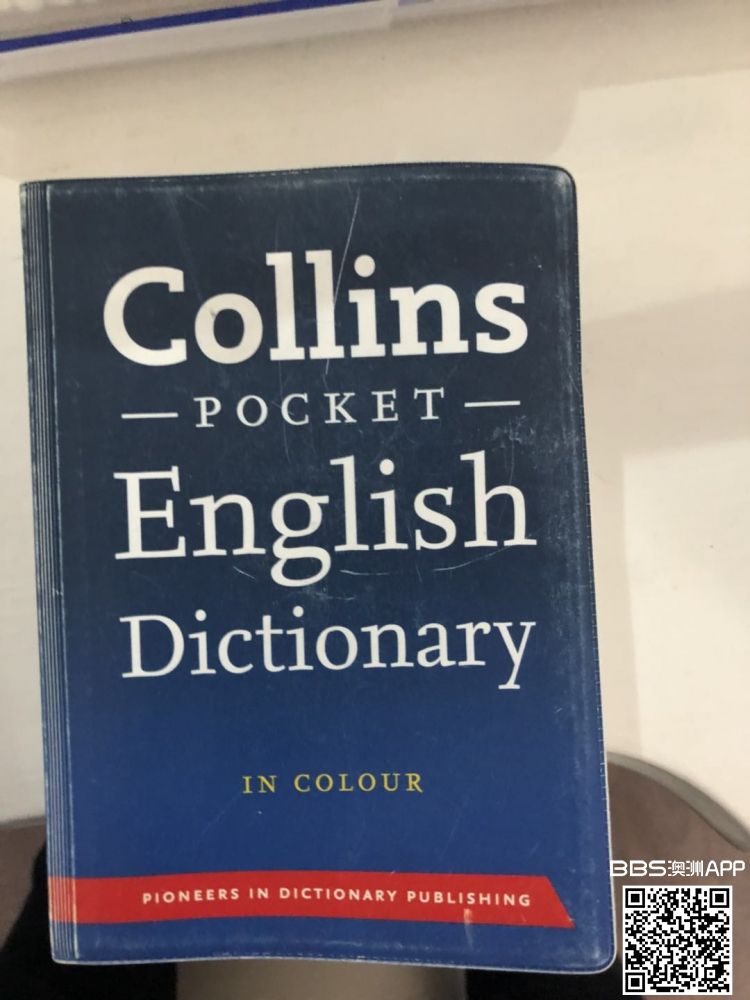 Collins
POCKET
English
Dictionary
IN COLOUR
PIONEERS IN DICTIONARY PUBLISHING
BBS澳洲APP